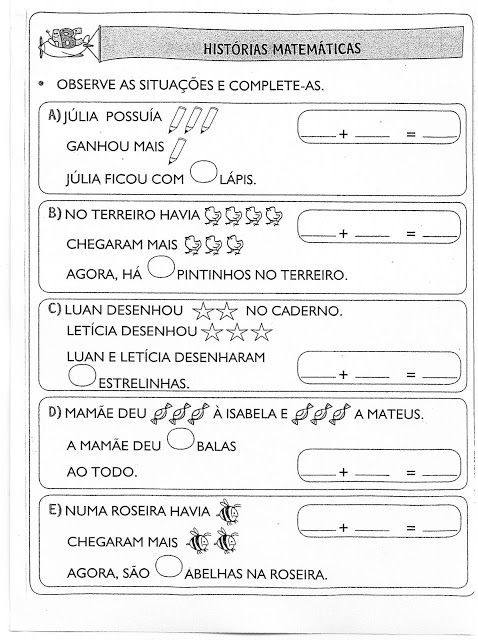 ABC
HISTÓRIAS MATEMÁTICAS
• OBSERVE AS SITUAÇÕES E COMPLETE-AS.
A) JÚLIA POSSUÍA
GANHOU MAIS
JÚLIA FICOU COM LÁPIS.
___ + ___ = ___
B) NO TERREIRO HAVIA
CHEGARAM MAIS
AGORA, HÁ PINTINHOS NO TERREIRO.
___ + ___ = ___
C) LUAN DESENHOU NO CADERNO.
LETÍCIA DESENHOU
LUAN E LETÍCIA DESENHARAM
ESTRELINHAS.
___ + ___ = ___
D) MAMÃE DEU À ISABELA E A MATEUS.
A MAMÃE DEU BALAS
AO TODO.
___ + ___ = ___
E) NUMA ROSEIRA HAVIA
CHEGARAM MAIS
AGORA, SÃO ABELHAS NA ROSEIRA.
___ + ___ = ___